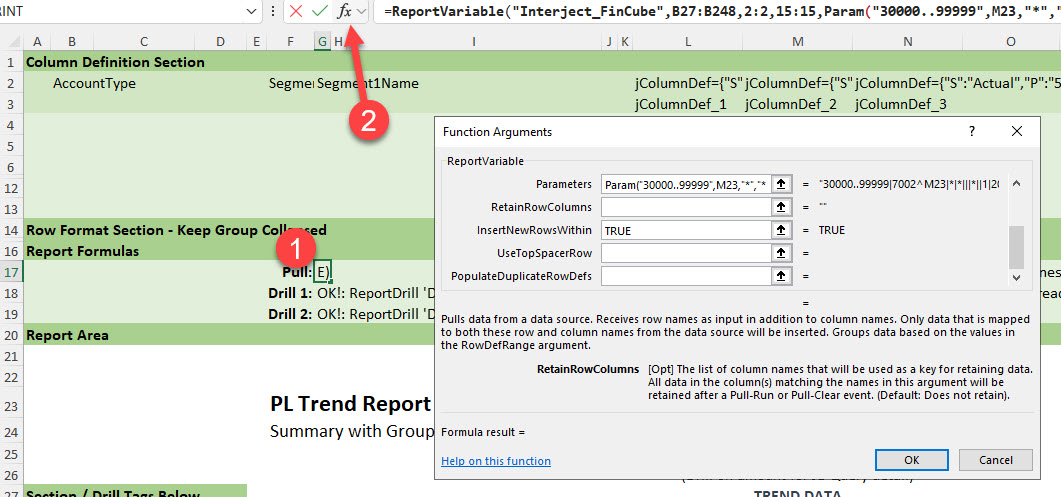 RINT
fx
=ReportVariable("Interject_FinCube",B27:B248,2:2,15:15,Param("30000..99999",M23,"*","
A B C D E F G H I J K L M N O
1 Column Definition Section
2 AccountType Segme Segment1Name jColumnDef={"S" jColumnDef={"S" jColumnDef={"S":"Actual","P":"5
3 jColumnDef_1 jColumnDef_2 jColumnDef_3
2
4
5
6
12
13
Function Arguments ?
ReportVariable
Parameters Param("30000..99999",M23,"*","* = "30000..99999|7002^M23|*|*|||*||1|20
RetainRowColumns = ""
InsertNewRowsWithin TRUE = TRUE
UseTopSpacerRow =
PopulateDuplicateRowDefs =
=
Pulls data from a data source. Receives row names as input in addition to column names. Only data that is mapped
to both these row and column names from the data source will be inserted. Groups data based on the values in
the RowDefRange argument.
RetainRowColumns [Opt] The list of column names that will be used as a key for retaining data.
All data in the column(s) matching the names in this argument will be
retained after a Pull-Run or Pull-Clear event. (Default: Does not retain).
Formula result =
Help on this function OK Cancel
14 Row Format Section - Keep Group Coll
sed
16 Report Formulas
1
17 Pull: E) mes
18 Drill 1: OK!: ReportDrill 'D read
19 Drill 2: OK!: ReportDrill 'D
20 Report Area
21
22
23 PL Trend Report
24 Summary with Group
25
26
27 Section / Drill Tags Below TREND DATA